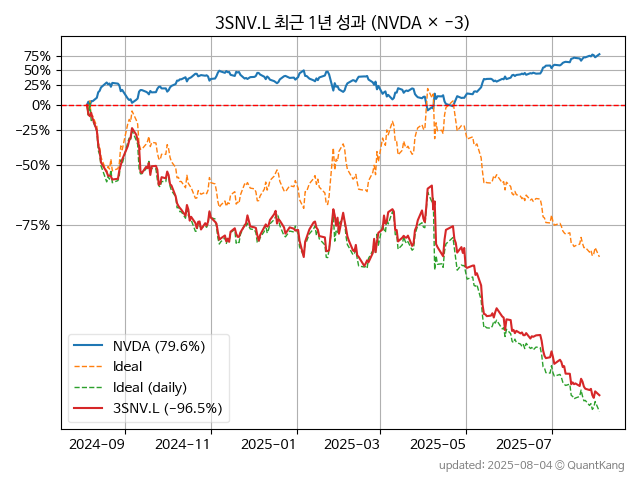 3SNV.L 최근 1년 성과 (NVDA × −3)
75%
50%
25%
0%
−25%
−50%
−75%
NVDA (79.6%)
Ideal
Ideal (daily)
3SNV.L (−96.5%)
2024-09 2024-11 2025-01 2025-03 2025-05 2025-07
updated: 2025-08-04 © QuantKang